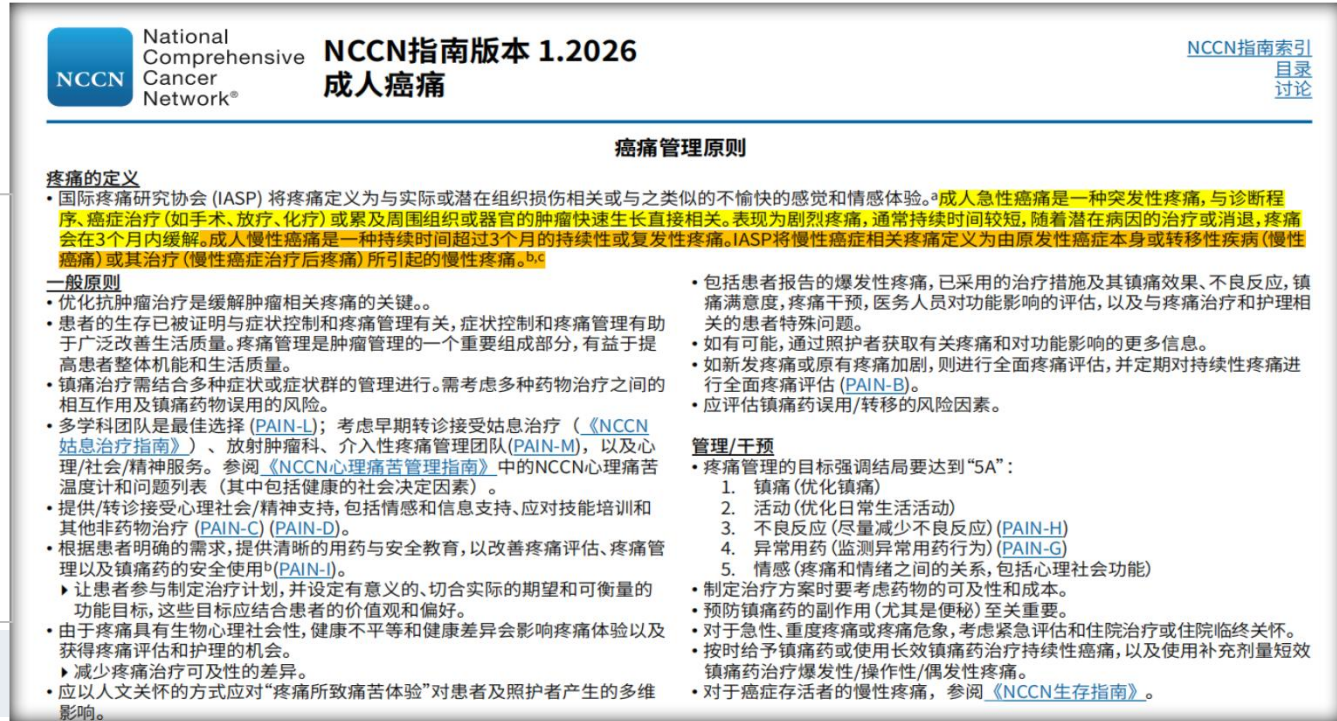 National
Comprehensive
Cancer
Network®
NCCN
NCCN指南版本 1.2026
成人癌痛
NCCN指南索引
目录
讨论
癌痛管理原则
疼痛的定义
• 国际疼痛研究协会 (IASP) 将疼痛定义为与实际或潜在组织损伤相关或与之类似的不愉快的感觉和情感体验。a成人急性癌痛是一种突发性疼痛，与诊断程
序、癌症治疗（如手术、放疗、化疗）或累及周围组织或器官的肿瘤快速生长直接相关。表现为剧烈疼痛，通常持续时间较短，随着潜在病因的治疗或消退，疼痛
会在3个月内缓解。成人慢性癌痛是一种持续时间超过3个月的持续性或复发性疼痛。IASP将慢性癌症相关疼痛定义为由原发性癌症本身或转移性疾病（慢性
癌痛）或其治疗（慢性癌症治疗后疼痛）所引起的慢性疼痛。b,c
一般原则
• 优化抗肿瘤治疗是缓解肿瘤相关疼痛的关键。。
• 患者的生存已被证明与症状控制和疼痛管理有关，症状控制和疼痛管理有助
于广泛改善生活质量。疼痛管理是肿瘤管理的一个重要组成部分，有益于提
高患者整体机能和生活质量。
• 镇痛治疗需结合多种症状或症状群的管理进行。需考虑多种药物治疗之间的
相互作用及镇痛药物误用的风险。
• 多学科团队是最佳选择 (PAIN-L)；考虑早期转诊接受姑息治疗（《NCCN
姑息治疗指南》）、放射肿瘤科、介入性疼痛管理团队(PAIN-M)，以及心
理/社会/精神服务。参阅《NCCN心理痛苦管理指南》中的NCCN心理痛苦
温度计和问题列表（其中包括健康的社会决定因素）。
• 提供/转诊接受心理社会/精神支持，包括情感和信息支持、应对技能培训和
其他非药物治疗 (PAIN-C) (PAIN-D)。
• 根据患者明确的需求，提供清晰的用药与安全教育，以改善疼痛评估、疼痛管
理以及镇痛药的安全使用b(PAIN-I)。
▸ 让患者参与制定治疗计划，并设定有意义的、切合实际的期望和可衡量的
功能目标，这些目标应结合患者的价值观和偏好。
• 由于疼痛具有生物心理社会性，健康不平等和健康差异会影响疼痛体验以及
获得疼痛评估和护理的机会。
▸ 减少疼痛治疗可及性的差异。
• 应以人文关怀的方式应对“疼痛所致痛苦体验”对患者及照护者产生的多维
影响。
• 包括患者报告的爆发性疼痛，已采用的治疗措施及其镇痛效果、不良反应，镇
痛满意度，疼痛干预，医务人员对功能影响的评估，以及与疼痛治疗和护理相
关的患者特殊问题。
• 如有可能，通过照护者获取有关疼痛和对功能影响的更多信息。
• 如新发疼痛或原有疼痛加剧，则进行全面疼痛评估，并定期对持续性疼痛进
行全面疼痛评估 (PAIN-B)。
• 应评估镇痛药误用/转移的风险因素。
管理/干预
• 疼痛管理的目标强调结局要达到“5A”：
1. 镇痛（优化镇痛）
2. 活动（优化日常生活活动）
3. 不良反应（尽量减少不良反应）(PAIN-H)
4. 异常用药（监测异常用药行为）(PAIN-G)
5. 情感（疼痛和情绪之间的关系，包括心理社会功能）
• 制定治疗方案时要考虑药物的可及性和成本。
• 预防镇痛药的副作用（尤其是便秘）至关重要。
• 对于急性、重度疼痛或疼痛危象，考虑紧急评估和住院治疗或住院临终关怀。
• 按时给予镇痛药或使用长效镇痛药治疗持续性癌痛，以及使用补充剂量短效
镇痛药治疗爆发性/操作性/偶发性疼痛。
• 对于癌症存活者的慢性疼痛，参阅《NCCN生存指南》。